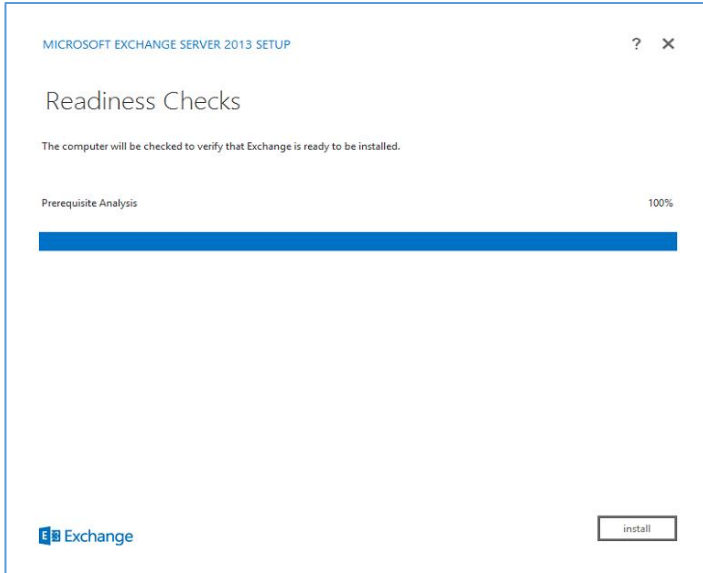 MICROSOFT EXCHANGE SERVER 2013 SETUP ? ✕
Readiness Checks
The computer will be checked to verify that Exchange is ready to be installed.
Prerequisite Analysis 100%
E Exchange
install